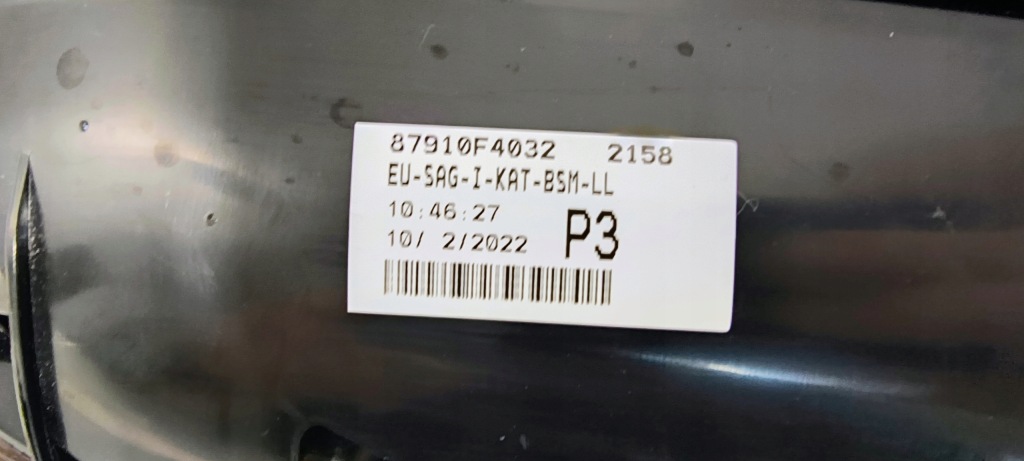 87910F4032 2158
EU-SAG-I-KAT-BSM-LL
10:46:27
10/ 2/2022 P3